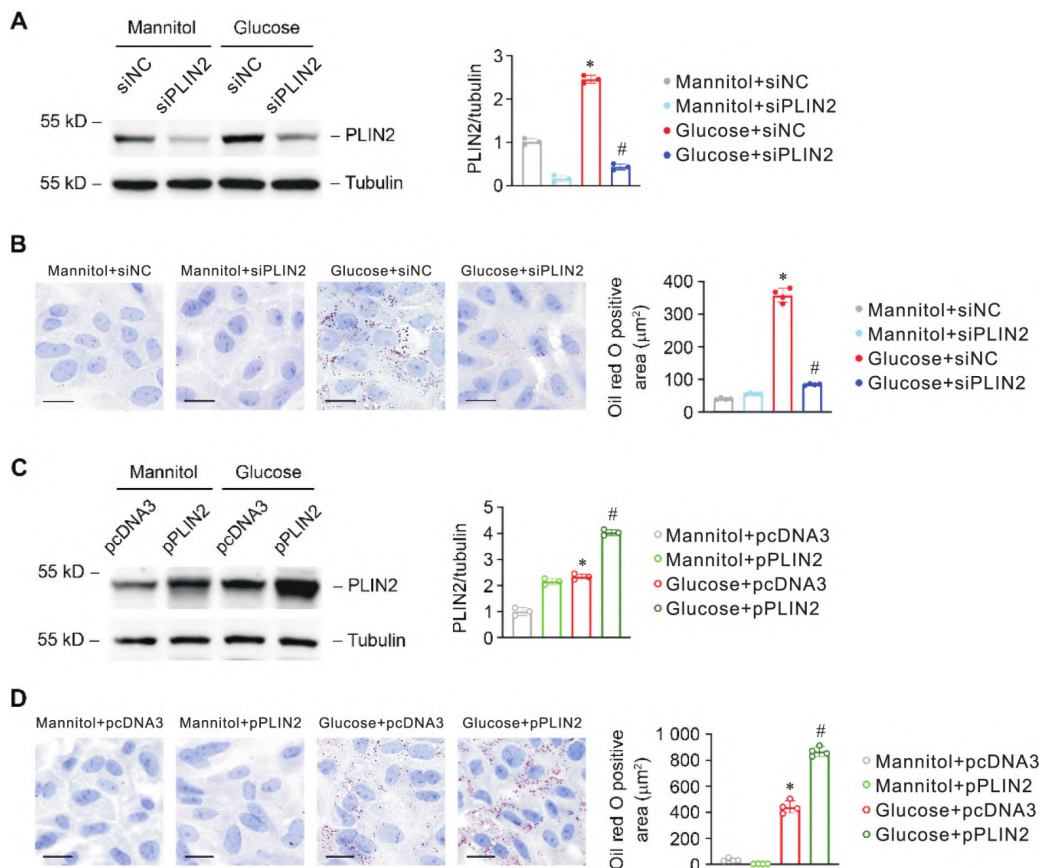 A
Mannitol
Glucose
siNC
siPLIN2
siNC
siPLIN2
55 kD
PLIN2
55 kD
Tubulin
PLIN2/tubulin
3
2
1
0
*
#
Mannitol+siNC
Mannitol+siPLIN2
Glucose+siNC
Glucose+siPLIN2
B
Mannitol+siNC
Mannitol+siPLIN2
Glucose+siNC
Glucose+siPLIN2
Oil red O positive
area (μm²)
400
300
200
100
0
*
#
Mannitol+siNC
Mannitol+siPLIN2
Glucose+siNC
Glucose+siPLIN2
C
Mannitol
Glucose
pcDNA3
pPLIN2
pcDNA3
pPLIN2
55 kD
PLIN2
55 kD
Tubulin
PLIN2/tubulin
5
4
3
2
1
0
*
#
Mannitol+pcDNA3
Mannitol+pPLIN2
Glucose+pcDNA3
Glucose+pPLIN2
D
Mannitol+pcDNA3
Mannitol+pPLIN2
Glucose+pcDNA3
Glucose+pPLIN2
Oil red O positive
area (μm²)
1 000
800
600
400
200
0
*
#
Mannitol+pcDNA3
Mannitol+pPLIN2
Glucose+pcDNA3
Glucose+pPLIN2